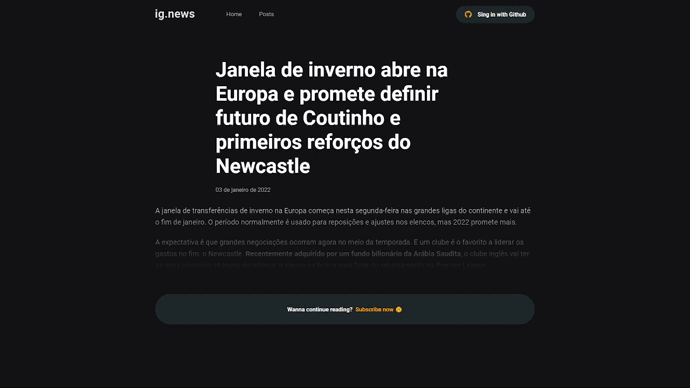 ig.news
Home
Posts
Sing in with Github
Janela de inverno abre na
Europa e promete definir
futuro de Coutinho e
primeiros reforços do
Newcastle
03 de janeiro de 2022
A janela de transferências de inverno na Europa começa nesta segunda-feira nas grandes ligas do continente e vai até
o fim de janeiro. O período normalmente é usado para reposições e ajustes nos elencos, mas 2022 promete mais.
A expectativa é que grandes negociações ocorram agora no meio da temporada. E um clube é o favorito a liderar os
gastos no fim: o Newcastle. Recentemente adquirido por um fundo bilionário da Arábia Saudita, o clube inglês vai ter
Wanna continue reading? Subscribe now